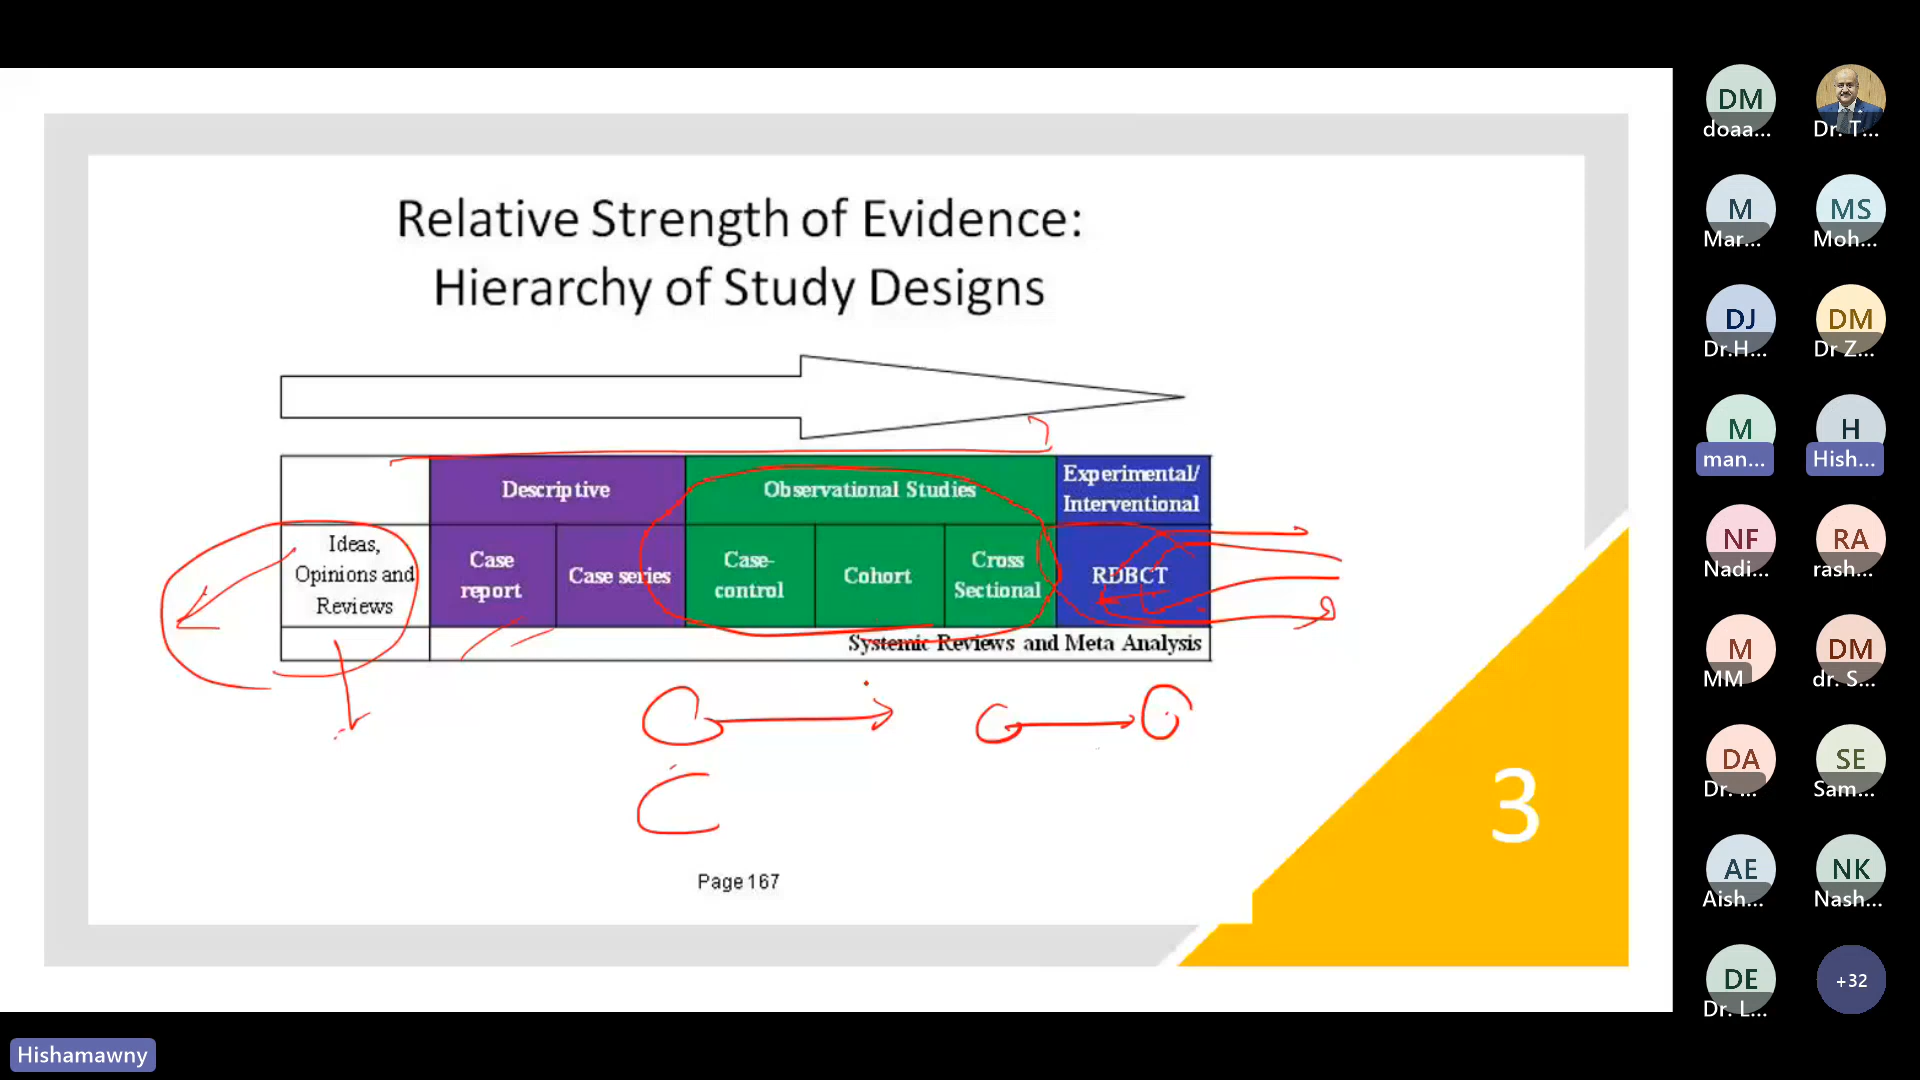 Relative Strength of Evidence:
Hierarchy of Study Designs
Descriptive
Observational Studies
Experimental/
Interventional
Ideas,
Opinions and
Reviews
Case
report
Case series
Case-
control
Cohort
Cross
Sectional
RDBCT
Systemic Reviews and Meta Analysis
Page 167
3
DM
doaa...
Dr. T...
M
Mar...
MS
Moh...
DJ
Dr.H...
DM
Dr Z...
M
man...
H
Hish...
NF
Nadi...
RA
rash...
M
MM
DM
dr. S...
DA
Dr. ...
SE
Sam...
AE
Aish...
NK
Nash...
DE
Dr. L...
+32
Hishamawny